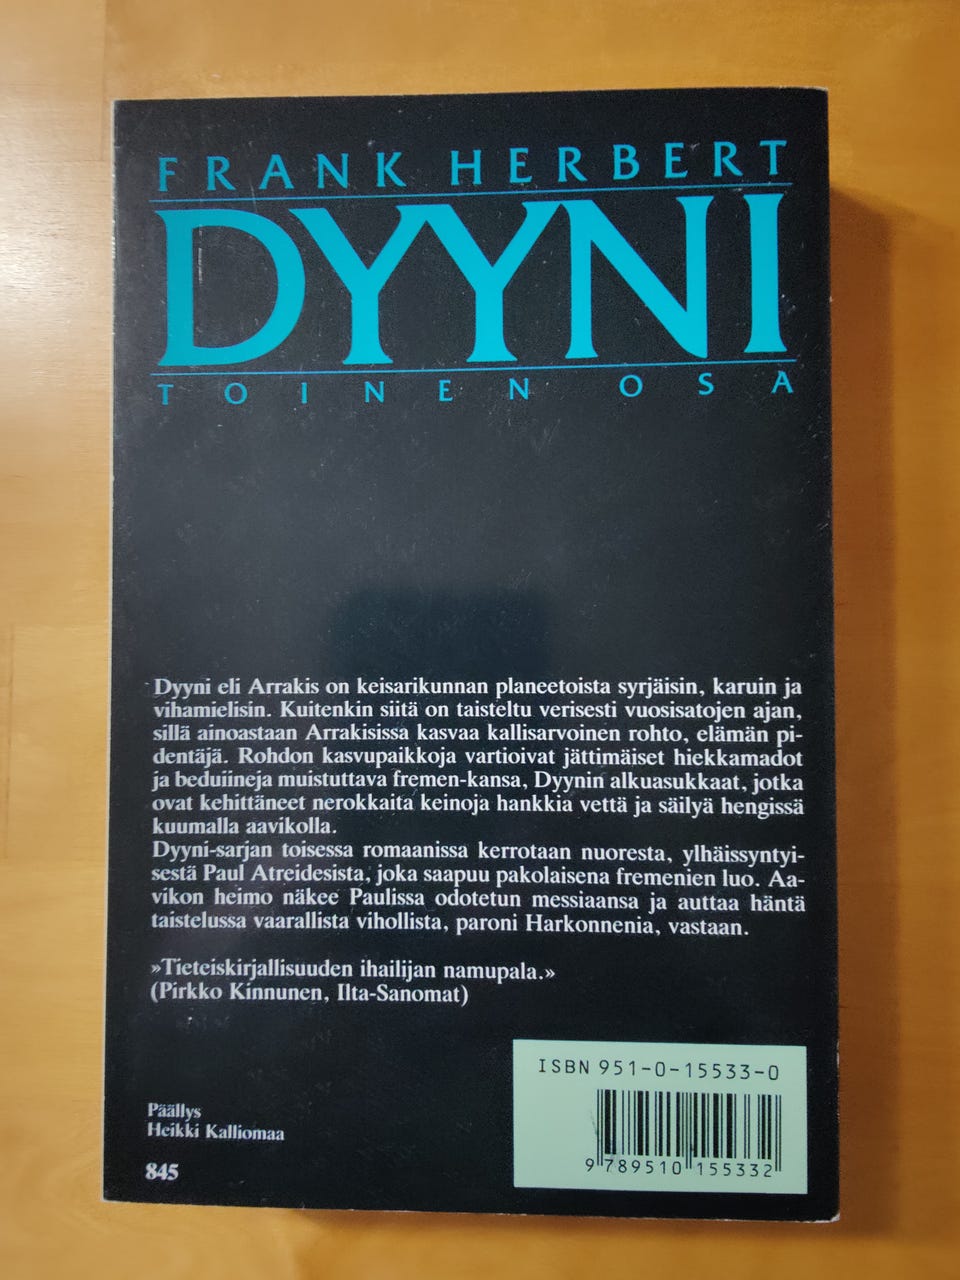 FRANK HERBERT
DYYNI
TOINEN OSA
Dyyni eli Arrakis on keisarikunnan planeetoista syrjäisin, karuin ja
vihamielisin. Kuitenkin siitä on taisteltu verisesti vuosisatojen ajan,
sillä ainoastaan Arrakisissa kasvaa kallisarvoinen rohto, elämän pi-
dentäjä. Rohdon kasvupaikkoja vartioivat jättimäiset hiekkamadot
ja beduiineja muistuttava fremen-kansa, Dyynin alkuasukkaat, jotka
ovat kehittäneet nerokkaita keinoja hankkia vettä ja säilyä hengissä
kuumalla aavikolla.
Dyyni-sarjan toisessa romaanissa kerrotaan nuoresta, ylhäissyntyi-
sestä Paul Atreidesista, joka saapuu pakolaisena fremenien luo. Aa-
vikon heimo näkee Paulissa odotetun messiaansa ja auttaa häntä
taistelussa vaarallista vihollista, paroni Harkonnenia, vastaan.
»Tieteiskirjallisuuden ihailijan namupala.»
(Pirkko Kinnunen, Ilta-Sanomat)
ISBN 951-0-15533-0
9 789510 155332
Päällys
Heikki Kalliomaa
845